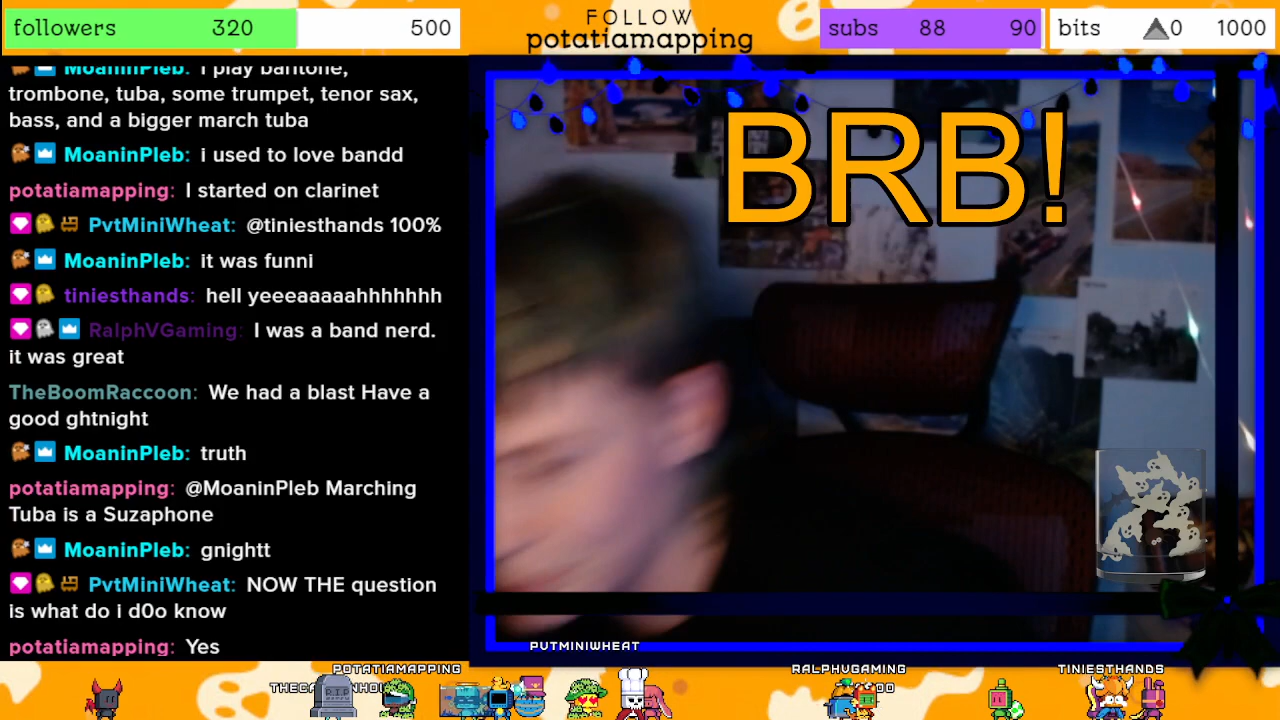 followers 320 500
FOLLOW
potatiamapping
subs 88 90
bits 0 1000
MoaninPleb: i play baritone,
trombone, tuba, some trumpet, tenor sax,
bass, and a bigger march tuba
MoaninPleb: i used to love bandd
potatiamapping: I started on clarinet
PvtMiniWheat: @tiniesthands 100%
MoaninPleb: it was funni
tiniesthands: hell yeeeaaaaahhhhhhh
RalphVGaming: I was a band nerd.
it was great
TheBoomRaccoon: We had a blast Have a
good ghtnight
MoaninPleb: truth
potatiamapping: @MoaninPleb Marching
Tuba is a Suzaphone
MoaninPleb: gnightt
PvtMiniWheat: NOW THE question
is what do i d0o know
potatiamapping: Yes
BRB!
PVTMINIWHEAT
POTATIAMAPPING
RALPHVGAMING
TINIESTHANDS
R.I.P